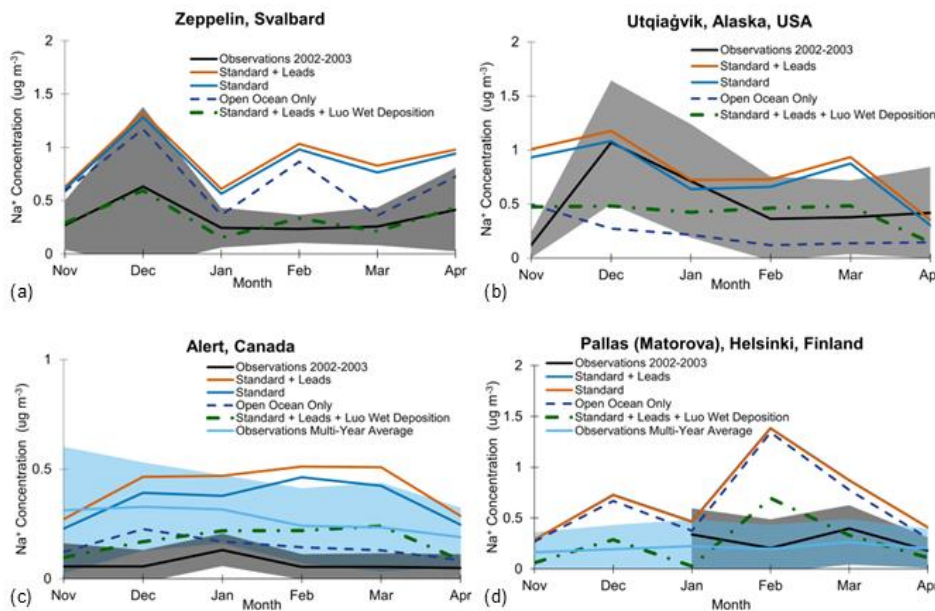 Zeppelin, Svalbard
Na⁺ Concentration (ug m⁻³)
2
1.5
1
0.5
0
Observations 2002-2003
Standard + Leads
Standard
Open Ocean Only
Standard + Leads + Luo Wet Deposition
Nov Dec Jan Feb Mar Apr
Month
(a)
Utqiaġvik, Alaska, USA
Na⁺ Concentration (ug m⁻³)
2
1.5
1
0.5
0
Observations 2002-2003
Standard + Leads
Standard
Open Ocean Only
Standard + Leads + Luo Wet Deposition
Nov Dec Jan Feb Mar Apr
Month
(b)
Alert, Canada
Na⁺ Concentration (ug m⁻³)
1
0.5
0
Observations 2002-2003
Standard + Leads
Standard
Open Ocean Only
Standard + Leads + Luo Wet Deposition
Observations Multi-Year Average
Nov Dec Jan Feb Mar Apr
Month
(c)
Pallas (Matorova), Helsinki, Finland
Na⁺ Concentration (ug m⁻³)
2
1.5
1
0.5
0
Observations 2002-2003
Standard + Leads
Standard
Open Ocean Only
Standard + Leads + Luo Wet Deposition
Observations Multi-Year Average
Nov Dec Jan Feb Mar Apr
Month
(d)